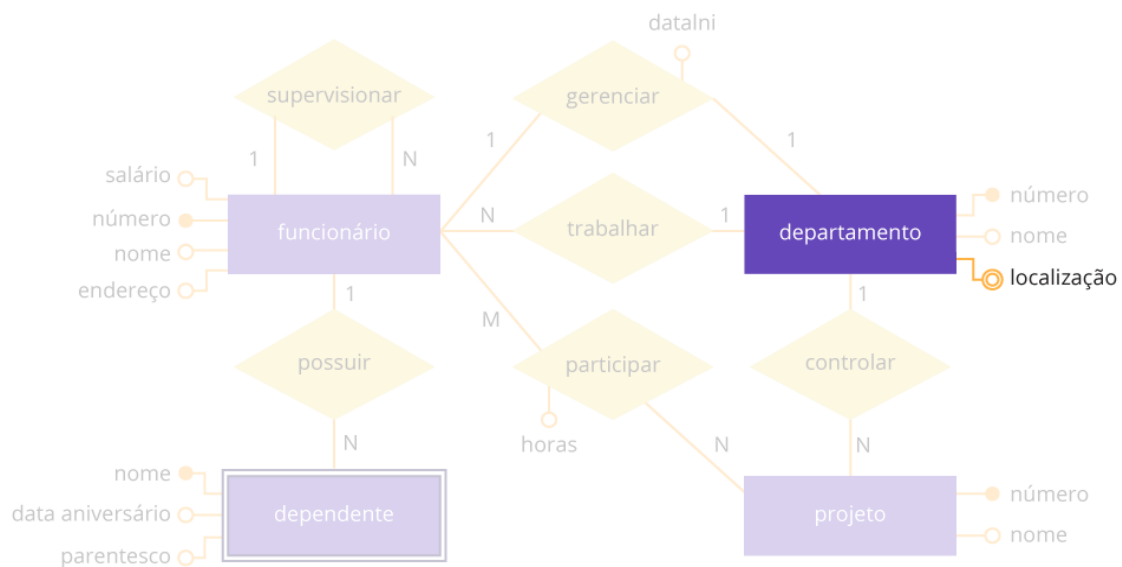 dataIni
supervisionar
gerenciar
1
N
1
1
salário
número
nome
endereço
funcionário
N
trabalhar
1
departamento
número
nome
localização
1
M
1
possuir
participar
controlar
N
horas
N
N
nome
data aniversário
parentesco
dependente
projeto
número
nome